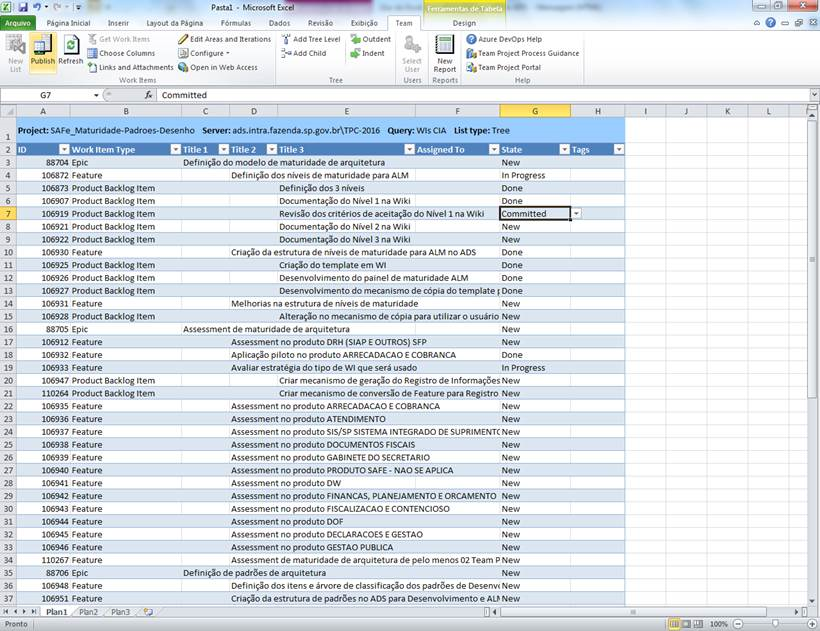 Pasta1 - Microsoft Excel
Ferramentas de Tabela
Arquivo Página Inicial Inserir Layout da Página Fórmulas Dados Revisão Exibição Team Design
New List
Publish
Refresh
Get Work Items
Choose Columns
Links and Attachments
Edit Areas and Iterations
Configure
Open in Web Access
Work Items
Add Tree Level
Add Child
Outdent
Indent
Tree
Select User
Users
New Report
Reports
Azure DevOps Help
Team Project Process Guidance
Team Project Portal
Help
G7 fx Committed
A B C D E F G H I J K L
1 Project: SAFe_Maturidade-Padroes-Desenho Server: ads.intra.fazenda.sp.gov.br\TPC-2016 Query: WIs CIA List type: Tree
2 ID Work Item Type Title 1 Title 2 Title 3 Assigned To State Tags
3 88704 Epic Definição do modelo de maturidade de arquitetura New
4 106872 Feature Definição dos níveis de maturidade para ALM In Progress
5 106873 Product Backlog Item Definição dos 3 níveis Done
6 106907 Product Backlog Item Documentação do Nível 1 na Wiki Done
7 106919 Product Backlog Item Revisão dos critérios de aceitação do Nível 1 na Wiki Committed
8 106921 Product Backlog Item Documentação do Nível 2 na Wiki New
9 106922 Product Backlog Item Documentação do Nível 3 na Wiki New
10 106930 Feature Criação da estrutura de níveis de maturidade para ALM no ADS Done
11 106925 Product Backlog Item Criação do template em WI Done
12 106926 Product Backlog Item Desenvolvimento do painel de maturidade ALM Done
13 106927 Product Backlog Item Desenvolvimento do mecanismo de cópia do template p Done
14 106931 Feature Melhorias na estrutura de níveis de maturidade New
15 106928 Product Backlog Item Alteração no mecanismo de cópia para utilizar o usuário New
16 88705 Epic Assessment de maturidade de arquitetura New
17 106912 Feature Assessment no produto DRH (SIAP E OUTROS) SFP New
18 106932 Feature Aplicação piloto no produto ARRECADACAO E COBRANCA Done
19 106933 Feature Avaliar estratégia do tipo de WI que será usado In Progress
20 106947 Product Backlog Item Criar mecanismo de geração do Registro de Informações New
21 110264 Product Backlog Item Criar mecanismo de conversão de Feature para Registro New
22 106935 Feature Assessment no produto ARRECADACAO E COBRANCA New
23 106936 Feature Assessment no produto ATENDIMENTO New
24 106937 Feature Assessment no produto SIS/SP SISTEMA INTEGRADO DE SUPRIMENTO New
25 106938 Feature Assessment no produto DOCUMENTOS FISCAIS New
26 106939 Feature Assessment no produto GABINETE DO SECRETARIO New
27 106940 Feature Assessment no produto PRODUTO SAFE - NAO SE APLICA New
28 106941 Feature Assessment no produto DW New
29 106942 Feature Assessment no produto FINANCAS, PLANEJAMENTO E ORCAMENTO New
30 106943 Feature Assessment no produto FISCALIZACAO E CONTENCIOSO New
31 106944 Feature Assessment no produto DOF New
32 106945 Feature Assessment no produto DECLARACOES E GESTAO New
33 106946 Feature Assessment no produto GESTAO PUBLICA New
34 110267 Feature Assessment de maturidade de arquitetura de pelo menos 02 Team P New
35 88706 Epic Definição de padrões de arquitetura New
36 106948 Feature Definição dos itens e árvore de classificação dos padrões de Desenv New
37 106951 Feature Criação da estrutura de padrões no ADS para Desenvolvimento e AL New
Plan1 Plan2 Plan3
Pronto 100%